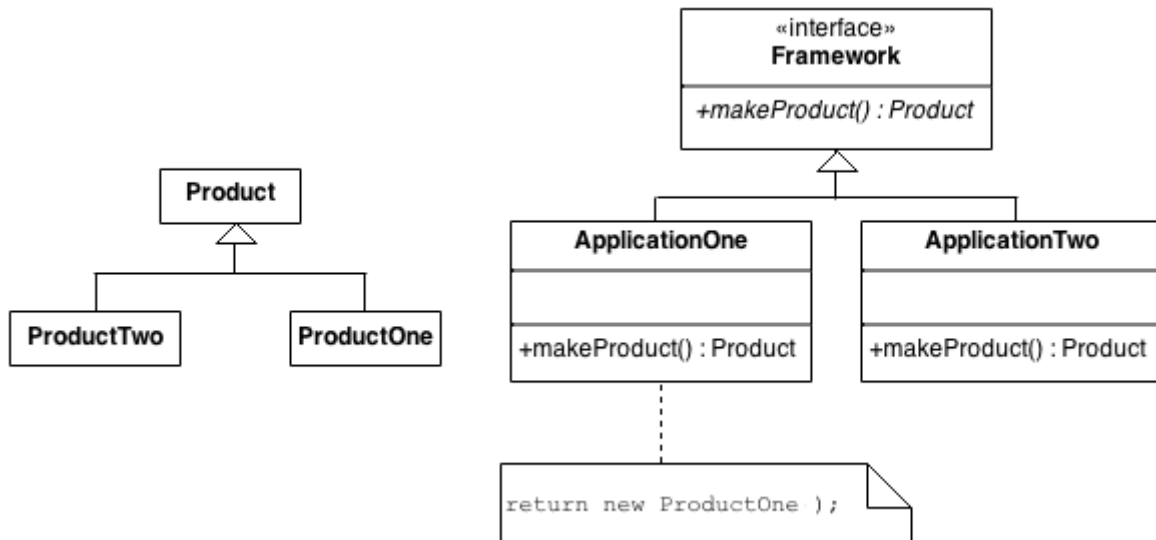 «interface»
Framework
+makeProduct() : Product
Product
ApplicationOne
ApplicationTwo
ProductTwo
ProductOne
+makeProduct() : Product
+makeProduct() : Product
return new ProductOne );